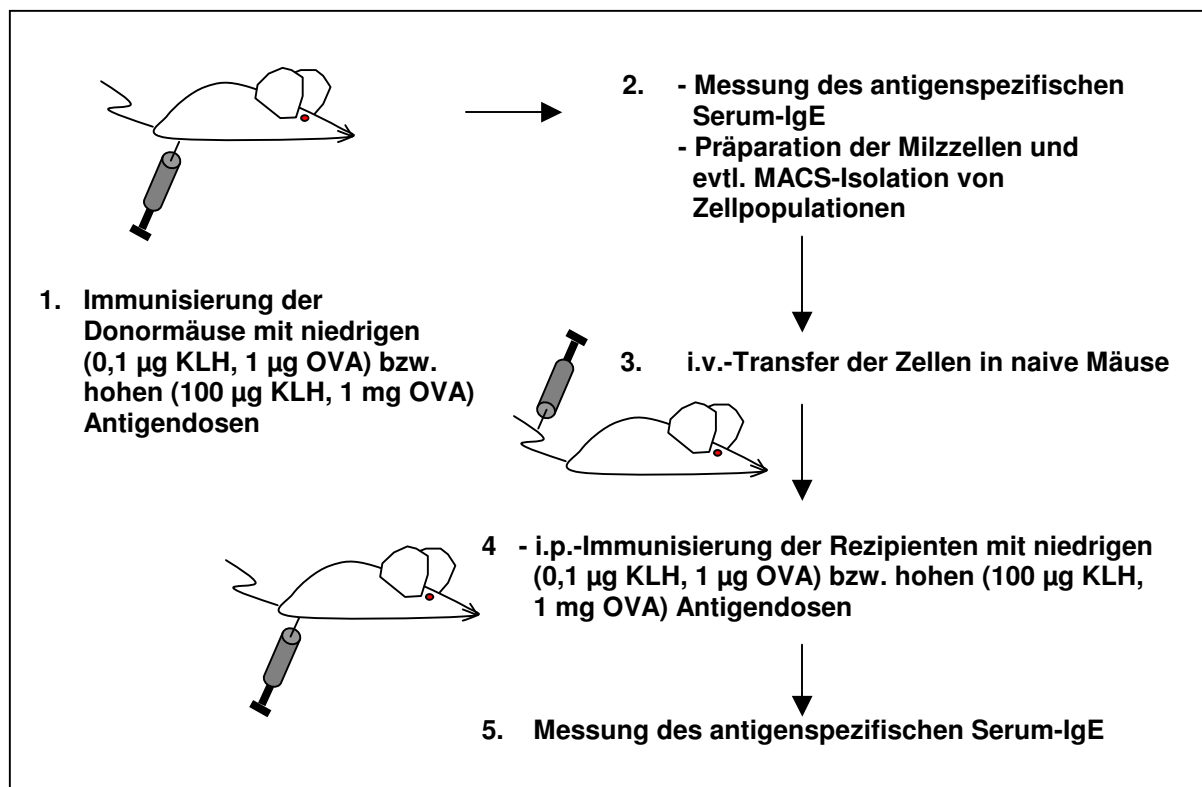 1. Immunisierung der
Donormäuse mit niedrigen
(0,1 µg KLH, 1 µg OVA) bzw.
hohen (100 µg KLH, 1 mg OVA)
Antigendosen
2. - Messung des antigenspezifischen
Serum-IgE
- Präparation der Milzzellen und
evtl. MACS-Isolation von
Zellpopulationen
3. i.v.-Transfer der Zellen in naive Mäuse
4 - i.p.-Immunisierung der Rezipienten mit niedrigen
(0,1 µg KLH, 1 µg OVA) bzw. hohen (100 µg KLH,
1 mg OVA) Antigendosen
5. Messung des antigenspezifischen Serum-IgE